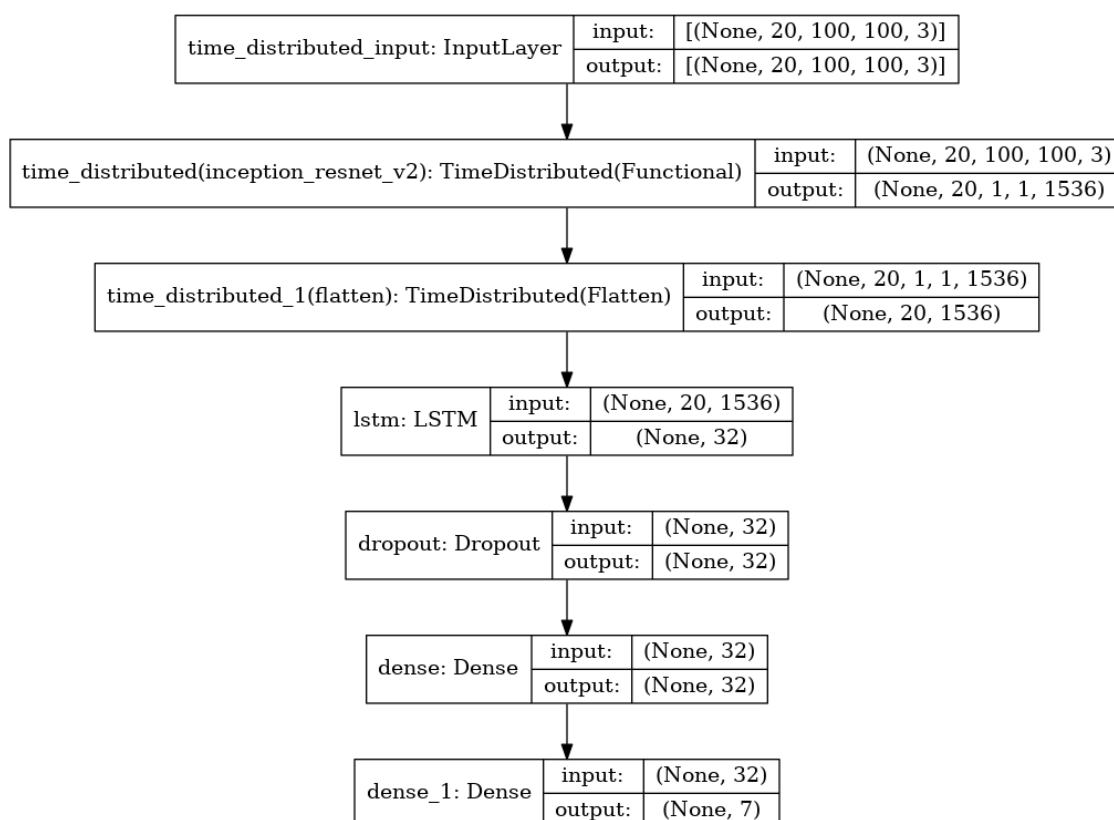 time_distributed_input: InputLayer
input: [(None, 20, 100, 100, 3)]
output: [(None, 20, 100, 100, 3)]
time_distributed(inception_resnet_v2): TimeDistributed(Functional)
input: (None, 20, 100, 100, 3)
output: (None, 20, 1, 1, 1536)
time_distributed_1(flatten): TimeDistributed(Flatten)
input: (None, 20, 1, 1, 1536)
output: (None, 20, 1536)
lstm: LSTM
input: (None, 20, 1536)
output: (None, 32)
dropout: Dropout
input: (None, 32)
output: (None, 32)
dense: Dense
input: (None, 32)
output: (None, 32)
dense_1: Dense
input: (None, 32)
output: (None, 7)